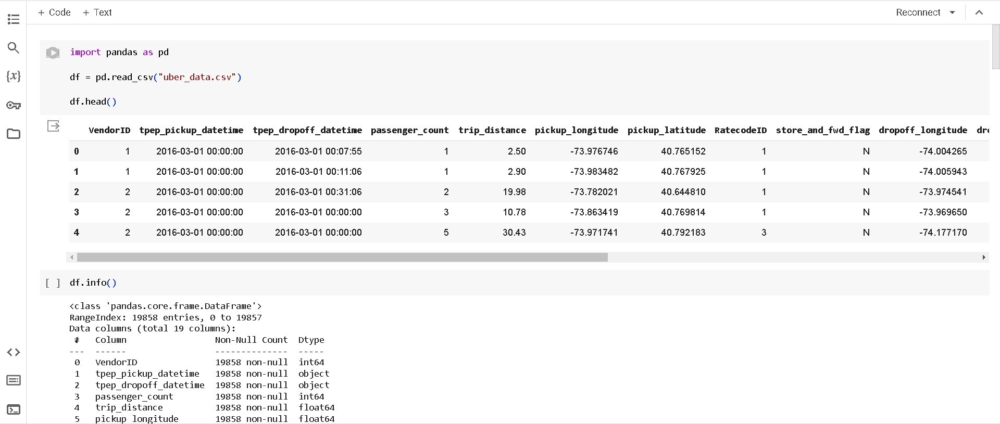 + Code + Text Reconnect
import pandas as pd
{x}
df = pd.read_csv("uber_data.csv")
df.head()
VendorID tpep_pickup_datetime tpep_dropoff_datetime passenger_count trip_distance pickup_longitude pickup_latitude RatecodeID store_and_fwd_flag dropoff_longitude dro
0 1 2016-03-01 00:00:00 2016-03-01 00:07:55 1 2.50 -73.976746 40.765152 1 N -74.004265
1 1 2016-03-01 00:00:00 2016-03-01 00:11:06 1 2.90 -73.983482 40.767925 1 N -74.005943
2 2 2016-03-01 00:00:00 2016-03-01 00:31:06 2 19.98 -73.782021 40.644810 1 N -73.974541
3 2 2016-03-01 00:00:00 2016-03-01 00:00:00 3 10.78 -73.863419 40.769814 1 N -73.969650
4 2 2016-03-01 00:00:00 2016-03-01 00:00:00 5 30.43 -73.971741 40.792183 3 N -74.177170
[ ] df.info()
<class 'pandas.core.frame.DataFrame'>
RangeIndex: 19858 entries, 0 to 19857
Data columns (total 19 columns):
# Column Non-Null Count Dtype
--- ------ -------------- -----
0 VendorID 19858 non-null int64
1 tpep_pickup_datetime 19858 non-null object
2 tpep_dropoff_datetime 19858 non-null object
3 passenger_count 19858 non-null int64
4 trip_distance 19858 non-null float64
5 pickup_longitude 19858 non-null float64